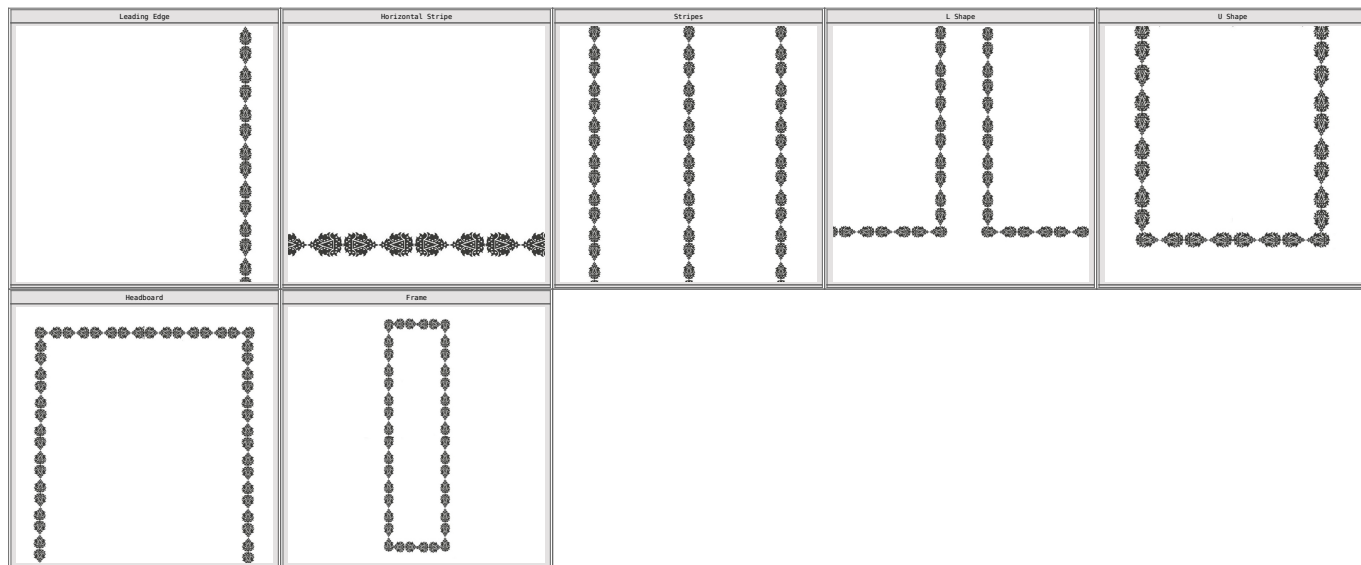 Leading Edge
Horizontal Stripe
Stripes
L Shape
U Shape
Headboard
Frame